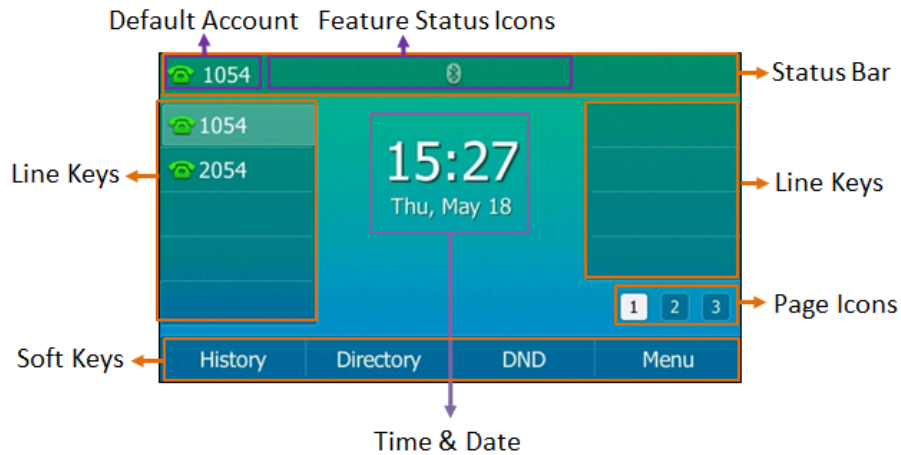 Default Account
Feature Status Icons
1054
Status Bar
1054
2054
Line Keys
15:27
Thu, May 18
Line Keys
1 2 3
Page Icons
Soft Keys
History Directory DND Menu
Time & Date